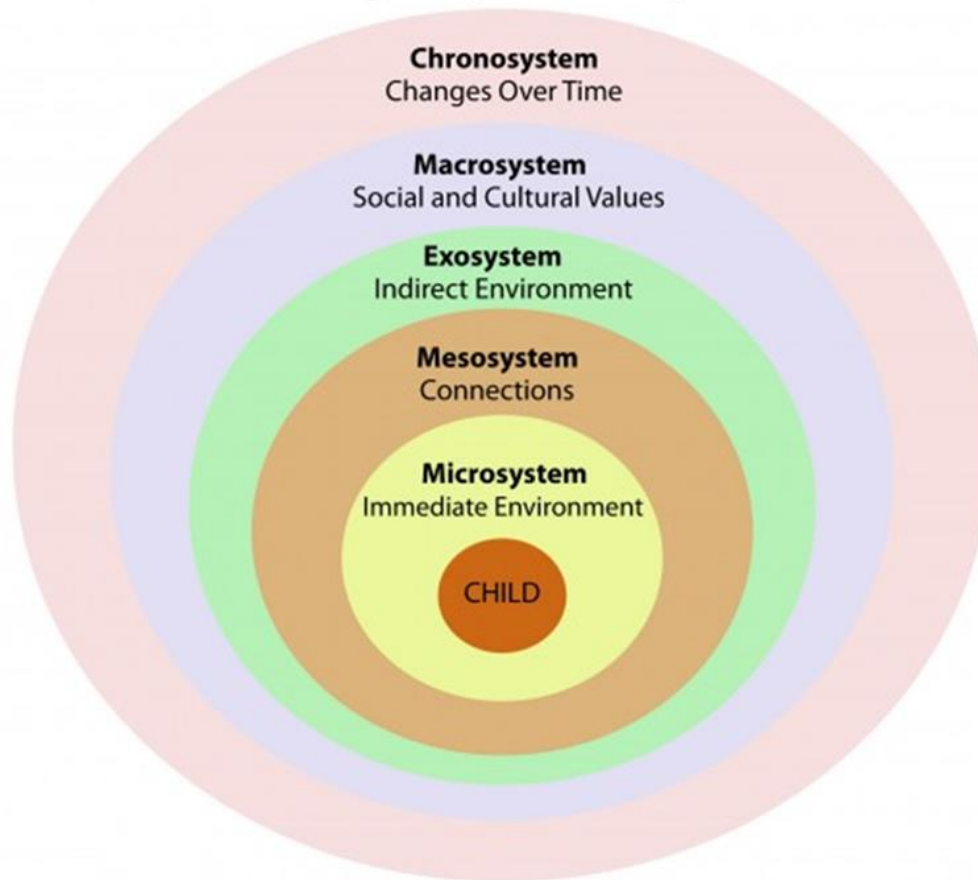 Chronosystem
Changes Over Time
Macrosystem
Social and Cultural Values
Exosystem
Indirect Environment
Mesosystem
Connections
Microsystem
Immediate Environment
CHILD